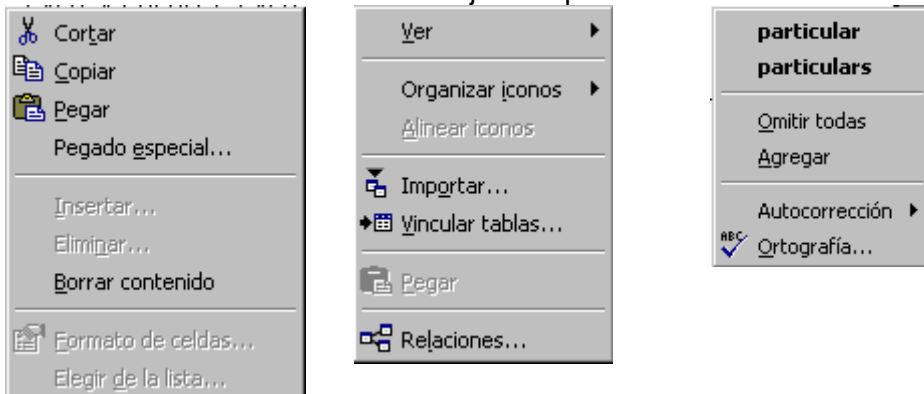 Cortar
Copiar
Pegar
Pegado especial...
Insertar...
Eliminar...
Borrar contenido
Formato de celdas...
Elegir de la lista...
Ver
Organizar iconos
Alinear iconos
Importar...
Vincular tablas...
Pegar
Relaciones...
particular
particulars
Omitir todas
Agregar
Autocorrección
ABC
Ortografía...